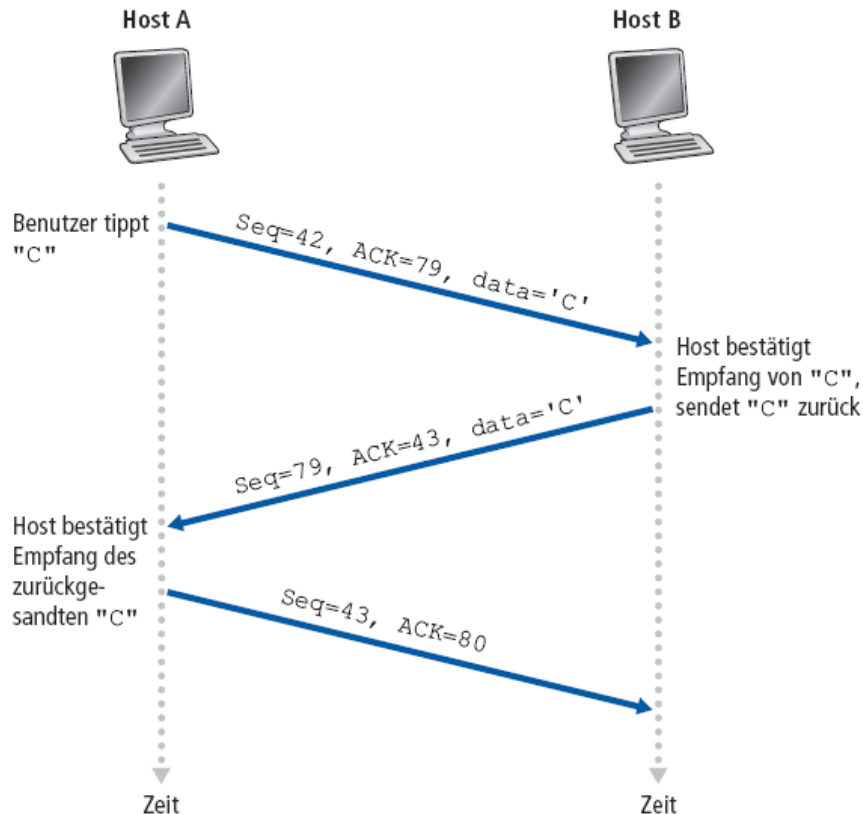 Host A
Host B
Benutzer tippt
"C"
Seq=42, ACK=79, data='C'
Host bestätigt
Empfang von "C",
sendet "C" zurück
Seq=79, ACK=43, data='C'
Host bestätigt
Empfang des
zurückge-
sandten "C"
Seq=43, ACK=80
Zeit
Zeit